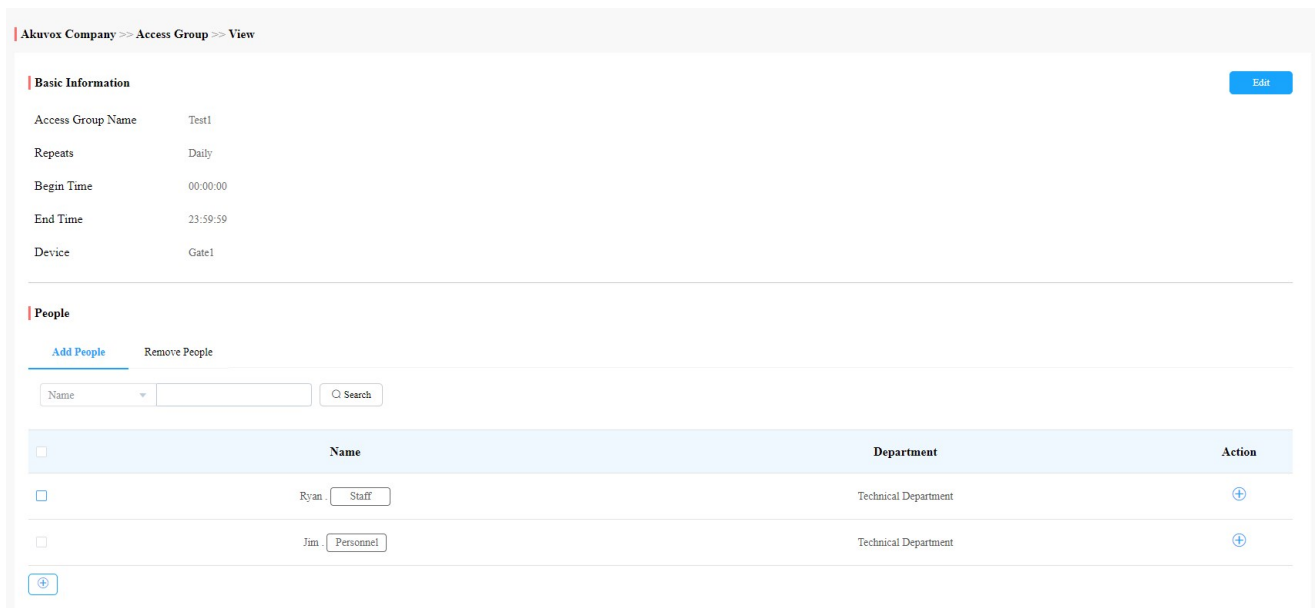 Akuvox Company >> Access Group >> View
Basic Information
Edit
Access Group Name Test1
Repeats Daily
Begin Time 00:00:00
End Time 23:59:59
Device Gate1
People
Add People Remove People
Name Search
Name Department Action
Ryan . Staff Technical Department
Jim . Personnel Technical Department